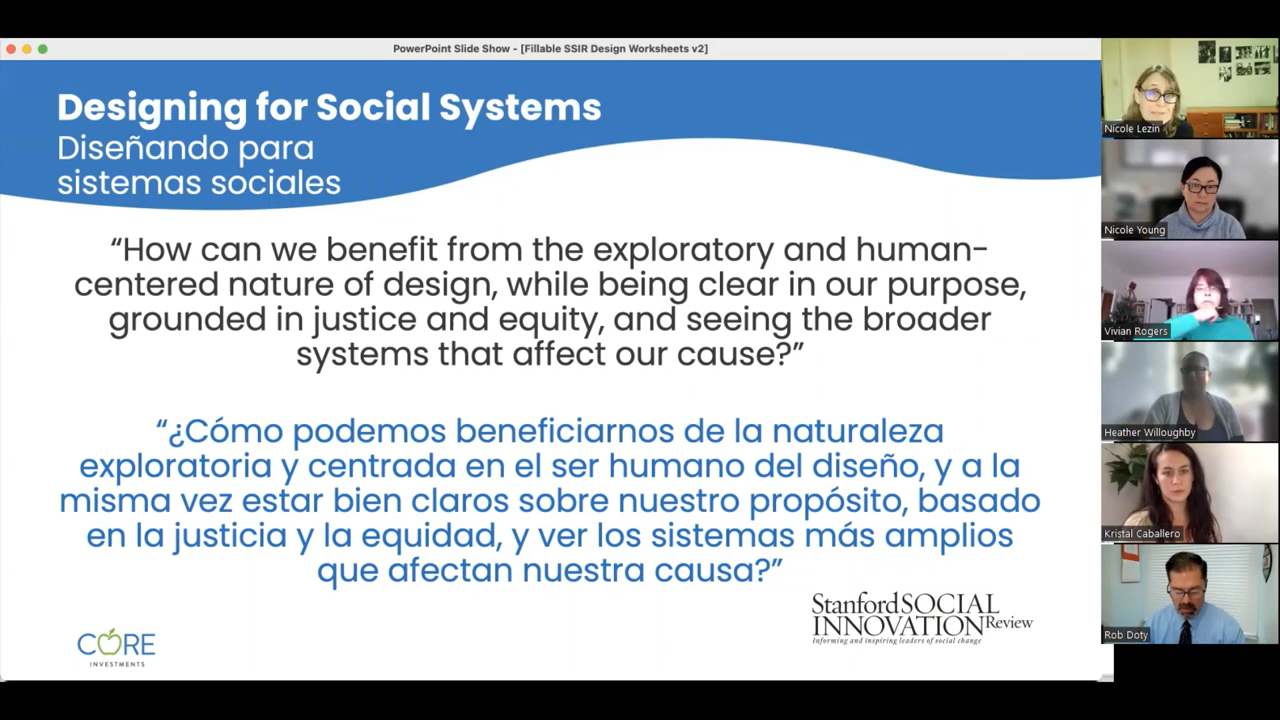 PowerPoint Slide Show - [Fillable SSIR Design Worksheets v2]
Designing for Social Systems
Diseñando para
sistemas sociales
“How can we benefit from the exploratory and human-
centered nature of design, while being clear in our purpose,
grounded in justice and equity, and seeing the broader
systems that affect our cause?”
“¿Cómo podemos beneficiarnos de la naturaleza
exploratoria y centrada en el ser humano del diseño, y a la
misma vez estar bien claros sobre nuestro propósito, basado
en la justicia y la equidad, y ver los sistemas más amplios
que afectan nuestra causa?”
CORE
INVESTMENTS
Stanford SOCIAL
INNOVATION Review
Informing and inspiring leaders of social change
Nicole Lezin
Nicole Young
Vivian Rogers
Heather Willoughby
Kristal Caballero
Rob Doty